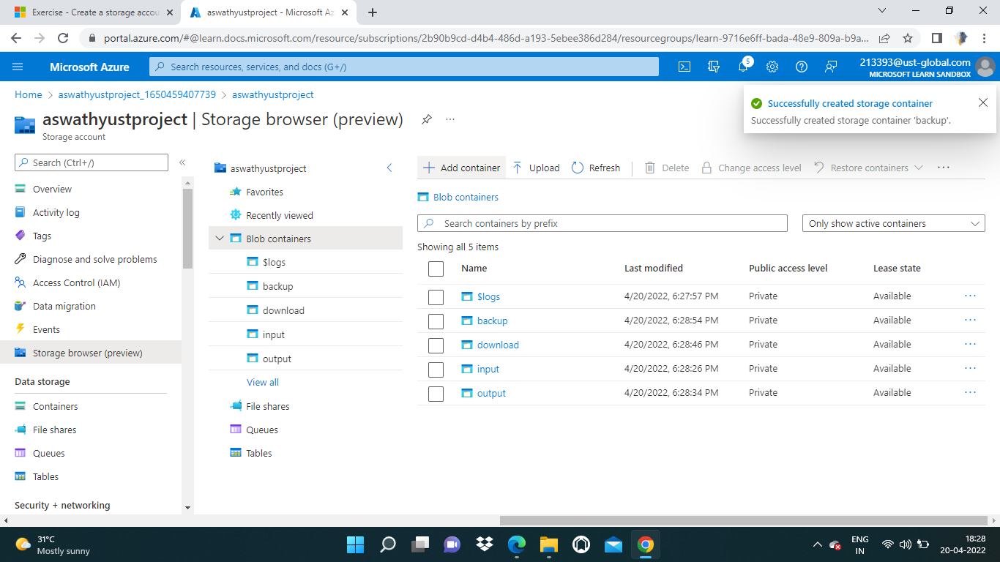 Exercise - Create a storage accou
aswathyustproject - Microsoft Az
portal.azure.com/#@learn.docs.microsoft.com/resource/subscriptions/2b90b9cd-d4b4-486d-a193-5ebee386d284/resourcegroups/learn-9716e6ff-bada-48e9-809a-b9a...
Microsoft Azure
Search resources, services, and docs (G+/)
5
213393@ust-global.com
MICROSOFT LEARN SANDBOX
Home > aswathyustproject_1650459407739 > aswathyustproject
aswathyustproject | Storage browser (preview) ...
Storage account
Successfully created storage container
Successfully created storage container 'backup'.
Search (Ctrl+/)
Overview
Activity log
Tags
Diagnose and solve problems
Access Control (IAM)
Data migration
Events
Storage browser (preview)
Data storage
Containers
File shares
Queues
Tables
Security + networking
aswathyustproject
Favorites
Recently viewed
Blob containers
$logs
backup
download
input
output
View all
File shares
Queues
Tables
Add container Upload Refresh Delete Change access level Restore containers ...
Blob containers
Search containers by prefix
Only show active containers
Showing all 5 items
Name Last modified Public access level Lease state
$logs 4/20/2022, 6:27:57 PM Private Available ...
backup 4/20/2022, 6:28:54 PM Private Available ...
download 4/20/2022, 6:28:46 PM Private Available ...
input 4/20/2022, 6:28:26 PM Private Available ...
output 4/20/2022, 6:28:34 PM Private Available ...
31°C
Mostly sunny
ENG
IN
18:28
20-04-2022